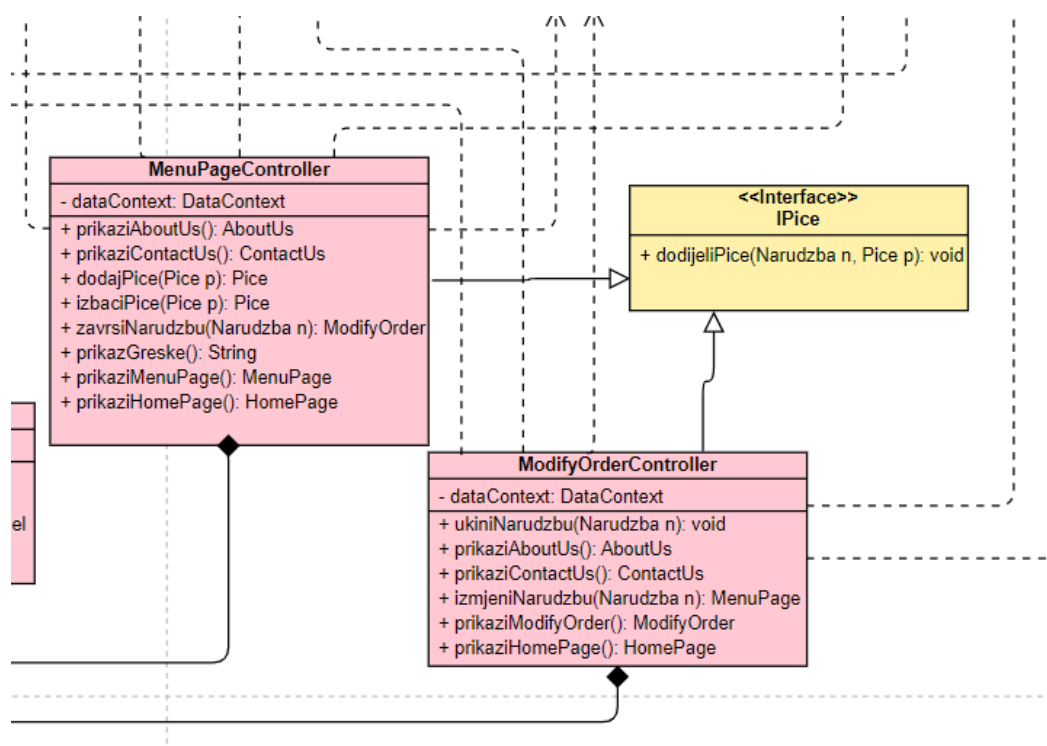 MenuPageController
- dataContext: DataContext
+ prikaziAboutUs(): AboutUs
+ prikaziContactUs(): ContactUs
+ dodajPice(Pice p): Pice
+ izbaciPice(Pice p): Pice
+ zavrsiNarudzbu(Narudzba n): ModifyOrder
+ prikazGreske(): String
+ prikaziMenuPage(): MenuPage
+ prikaziHomePage(): HomePage
<<Interface>>
IPice
+ dodijeliPice(Narudzba n, Pice p): void
el
ModifyOrderController
- dataContext: DataContext
+ ukiniNarudzbu(Narudzba n): void
+ prikaziAboutUs(): AboutUs
+ prikaziContactUs(): ContactUs
+ izmjeniNarudzbu(Narudzba n): MenuPage
+ prikaziModifyOrder(): ModifyOrder
+ prikaziHomePage(): HomePage